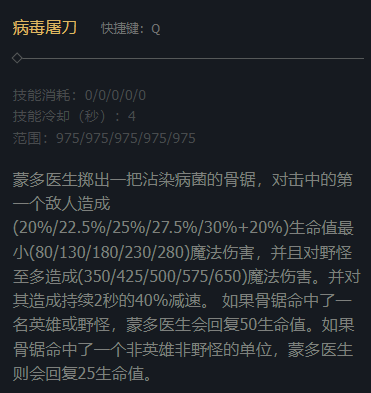 病毒屠刀 快捷键：Q
技能消耗：0/0/0/0/0
技能冷却（秒）：4
范围：975/975/975/975/975
蒙多医生掷出一把沾染病菌的骨锯，对击中的第
一个敌人造成
(20%/22.5%/25%/27.5%/30%+20%)生命值最
小(80/130/180/230/280)魔法伤害，并且对野怪
至多造成(350/425/500/575/650)魔法伤害。并对
其造成持续2秒的40%减速。 如果骨锯命中了一
名英雄或野怪，蒙多医生会回复50生命值。如果
骨锯命中了一个非英雄非野怪的单位，蒙多医生
则会回复25生命值。